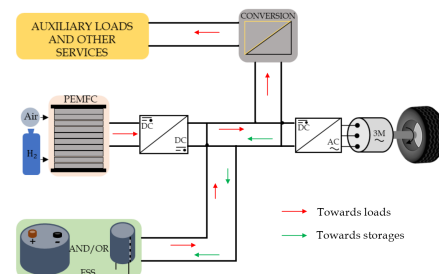 AUXILIARY LOADS
AND OTHER
SERVICES
CONVERSION
PEMFC
Air
H2
DC
DC
DC
AC
3M
Towards loads
Towards storages
+ -
AND/OR
ESS